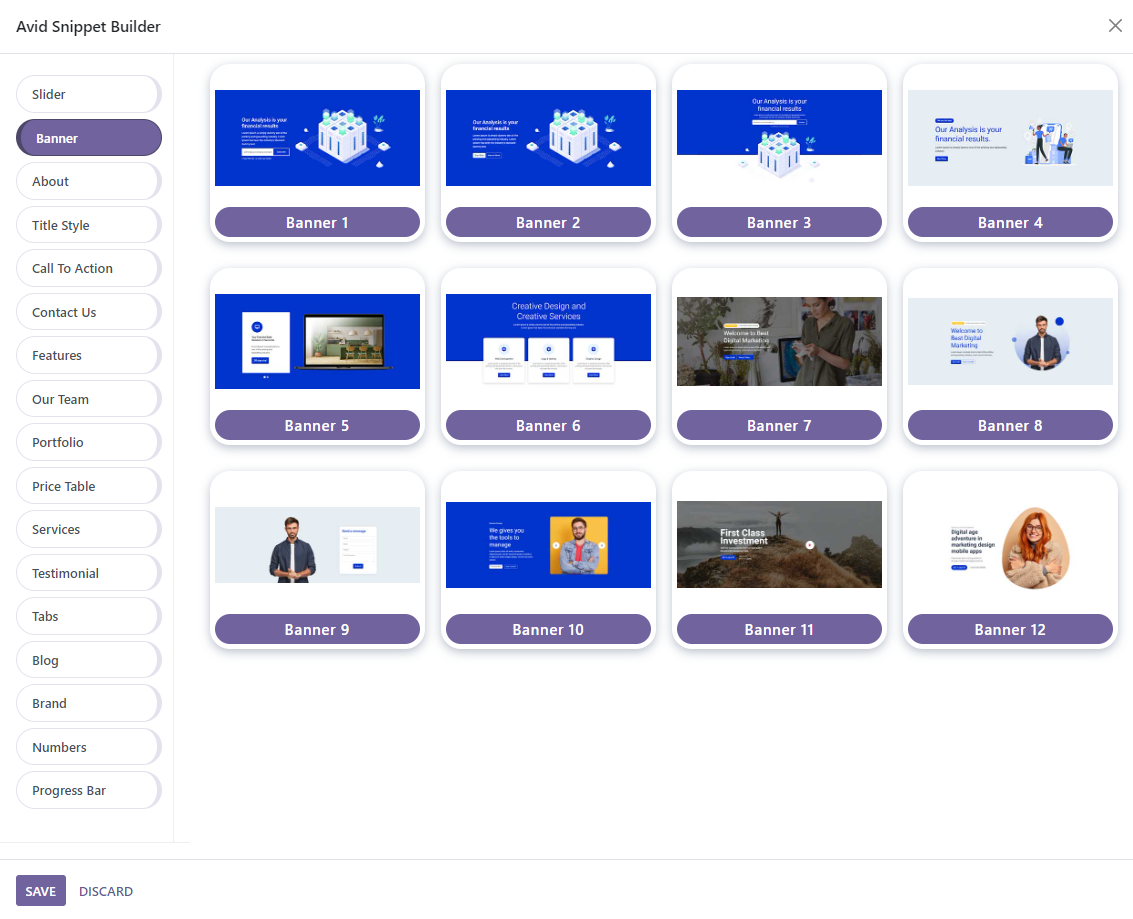 Avid Snippet Builder
Slider
Banner
About
Title Style
Call To Action
Contact Us
Features
Our Team
Portfolio
Price Table
Services
Testimonial
Tabs
Blog
Brand
Numbers
Progress Bar
Our Analysis is your
financial results
Banner 1
Our Analysis is your
financial results
Banner 2
Our Analysis is your
financial results
Banner 3
Our Analysis is your
financial results.
Banner 4
Banner 5
Creative Design and
Creative Services
Banner 6
Welcome to Best
Digital Marketing
Banner 7
Welcome to
Best Digital
Marketing
Banner 8
Banner 9
We gives you
the tools to
manage
Banner 10
First Class
Investment
Banner 11
Digital age
adventure in
marketing design
mobile apps
Banner 12
SAVE
DISCARD